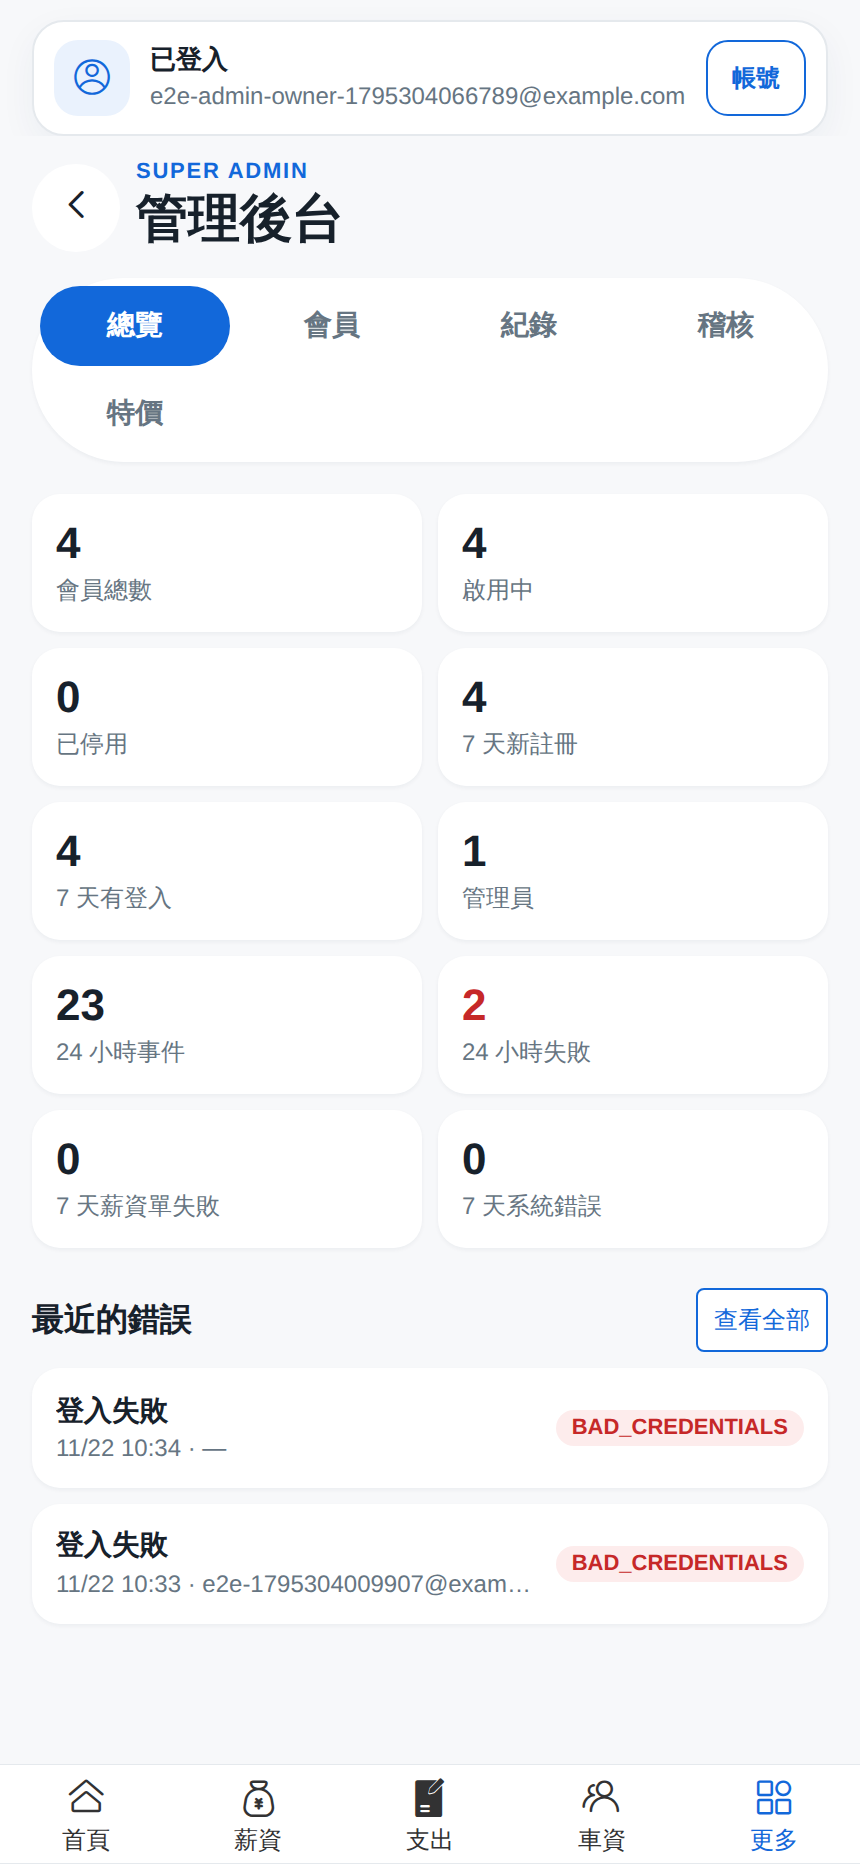 已登入
e2e-admin-owner-1795304066789@example.com
帳號
SUPER ADMIN
管理後台
總覽
會員
紀錄
稽核
特價
4
會員總數
4
啟用中
0
已停用
4
7 天新註冊
4
7 天有登入
1
管理員
23
24 小時事件
2
24 小時失敗
0
7 天薪資單失敗
0
7 天系統錯誤
最近的錯誤
查看全部
登入失敗
11/22 10:34 · —
BAD_CREDENTIALS
登入失敗
11/22 10:33 · e2e-1795304009907@exam…
BAD_CREDENTIALS
首頁
薪資
支出
車資
更多